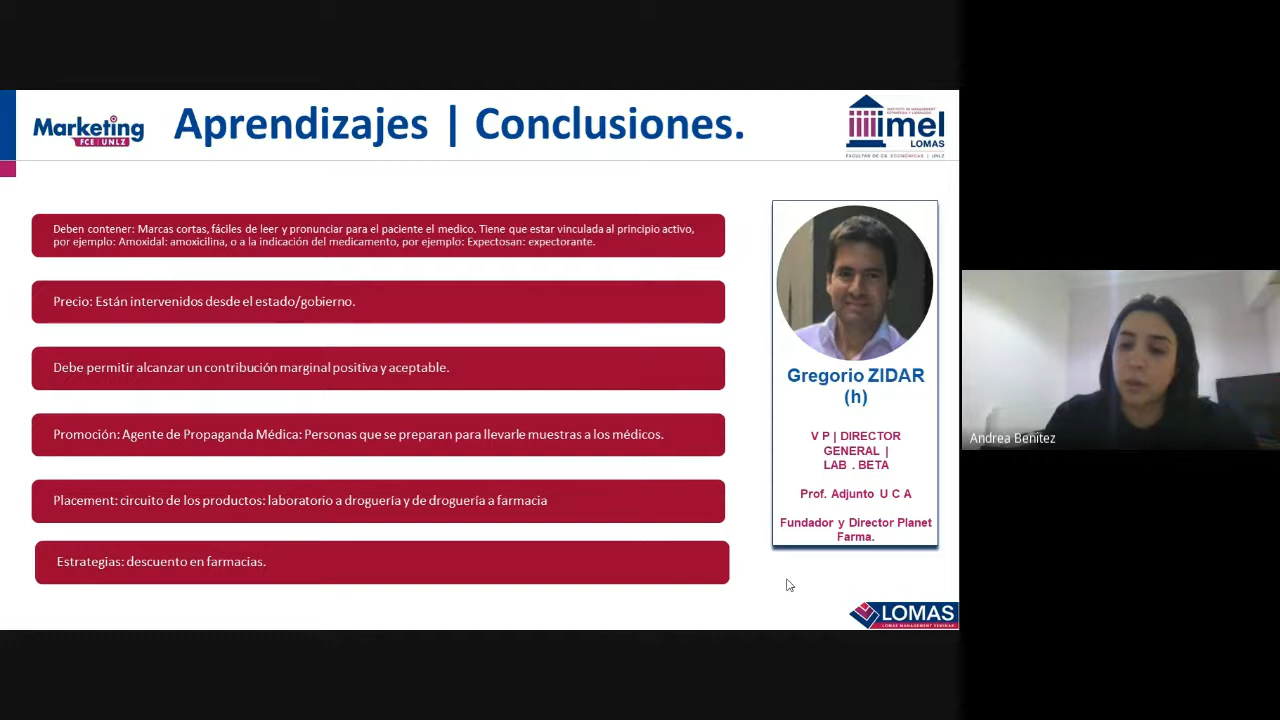 Marketing
FCE | UNLZ
Aprendizajes | Conclusiones.
INSTITUTO DE MANAGEMENT
ESTRATÉGICO Y LIDERAZGO
imel
LOMAS
FACULTAD DE CS. ECONÓMICAS | UNLZ
Deben contener: Marcas cortas, fáciles de leer y pronunciar para el paciente el medico. Tiene que estar vinculada al principio activo,
por ejemplo: Amoxidal: amoxicilina, o a la indicación del medicamento, por ejemplo: Expectosan: expectorante.
Precio: Están intervenidos desde el estado/gobierno.
Debe permitir alcanzar un contribución marginal positiva y aceptable.
Promoción: Agente de Propaganda Médica: Personas que se preparan para llevarle muestras a los médicos.
Placement: circuito de los productos: laboratorio a droguería y de droguería a farmacia
Estrategias: descuento en farmacias.
Gregorio ZIDAR
(h)
V P | DIRECTOR
GENERAL |
LAB . BETA
Prof. Adjunto U C A
Fundador y Director Planet
Farma.
LOMAS
LOMAS MANAGEMENT SEMINAR
Andrea Benitez